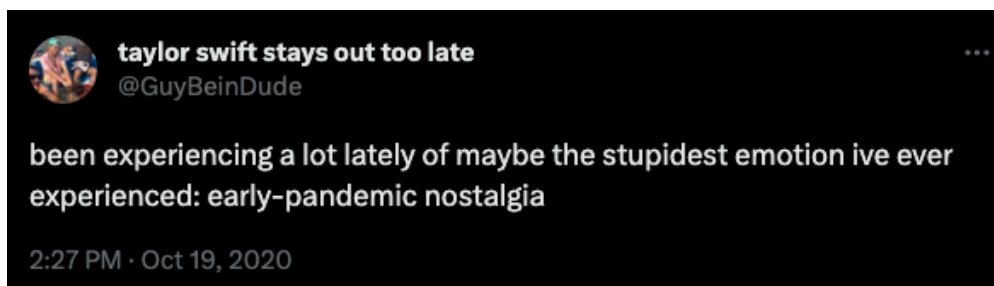 taylor swift stays out too late
@GuyBeinDude
been experiencing a lot lately of maybe the stupidest emotion ive ever
experienced: early-pandemic nostalgia
2:27 PM · Oct 19, 2020